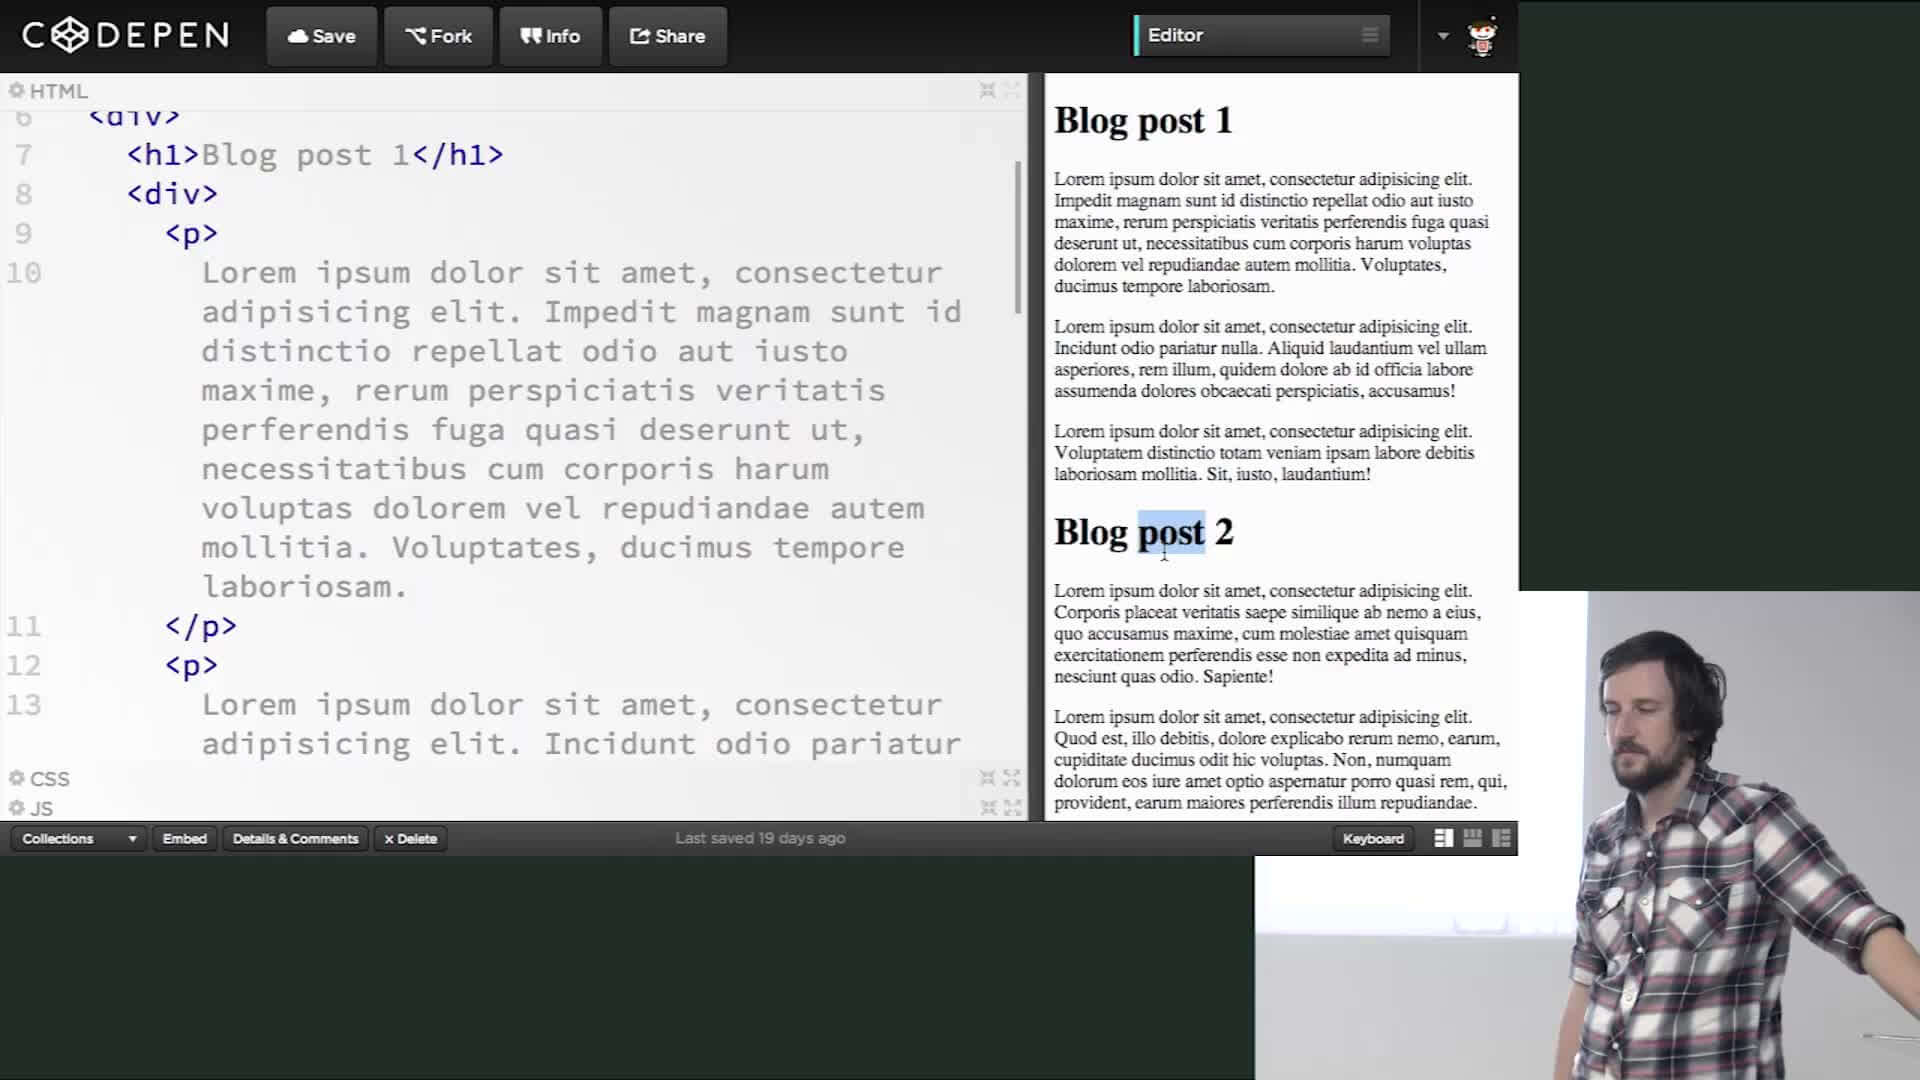 CODEPEN
Save
Fork
Info
Share
Editor
HTML
6 <div>
7 <h1>Blog post 1</h1>
8 <div>
9 <p>
10 Lorem ipsum dolor sit amet, consectetur
adipisicing elit. Impedit magnam sunt id
distinctio repellat odio aut iusto
maxime, rerum perspiciatis veritatis
perferendis fuga quasi deserunt ut,
necessitatibus cum corporis harum
voluptas dolorem vel repudiandae autem
mollitia. Voluptates, ducimus tempore
laboriosam.
11 </p>
12 <p>
13 Lorem ipsum dolor sit amet, consectetur
adipisicing elit. Incidunt odio pariatur
CSS
JS
Blog post 1
Lorem ipsum dolor sit amet, consectetur adipisicing elit.
Impedit magnam sunt id distinctio repellat odio aut iusto
maxime, rerum perspiciatis veritatis perferendis fuga quasi
deserunt ut, necessitatibus cum corporis harum voluptas
dolorem vel repudiandae autem mollitia. Voluptates,
ducimus tempore laboriosam.
Lorem ipsum dolor sit amet, consectetur adipisicing elit.
Incidunt odio pariatur nulla. Aliquid laudantium vel ullam
asperiores, rem illum, quidem dolore ab id officia labore
assumenda dolores obcaecati perspiciatis, accusamus!
Lorem ipsum dolor sit amet, consectetur adipisicing elit.
Voluptatem distinctio totam veniam ipsam labore debitis
laboriosam mollitia. Sit, iusto, laudantium!
Blog post 2
Lorem ipsum dolor sit amet, consectetur adipisicing elit.
Corporis placeat veritatis saepe similique ab nemo a eius,
quo accusamus maxime, cum molestiae amet quisquam
exercitationem perferendis esse non expedita ad minus,
nesciunt quas odio. Sapiente!
Lorem ipsum dolor sit amet, consectetur adipisicing elit.
Quod est, illo debitis, dolore explicabo rerum nemo, earum,
cupiditate ducimus odit hic voluptas. Non, numquam
dolorum eos iure amet optio aspernatur porro quasi rem, qui,
provident, earum maiores perferendis illum repudiandae.
Collections
Embed
Details & Comments
x Delete
Last saved 19 days ago
Keyboard